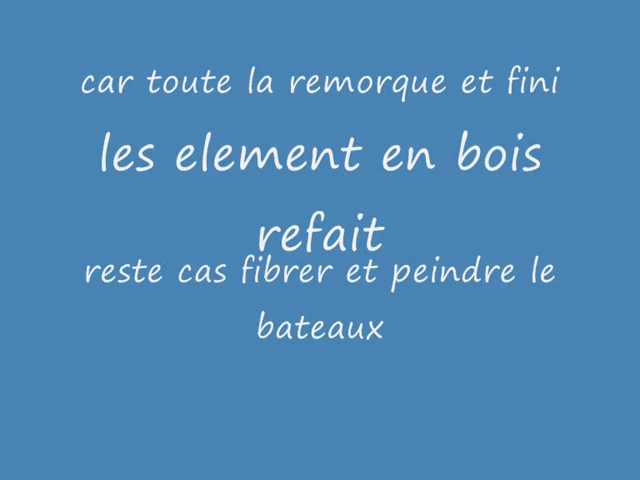 car toute la remorque et fini
les element en bois
refait
reste cas fibrer et peindre le
bateaux